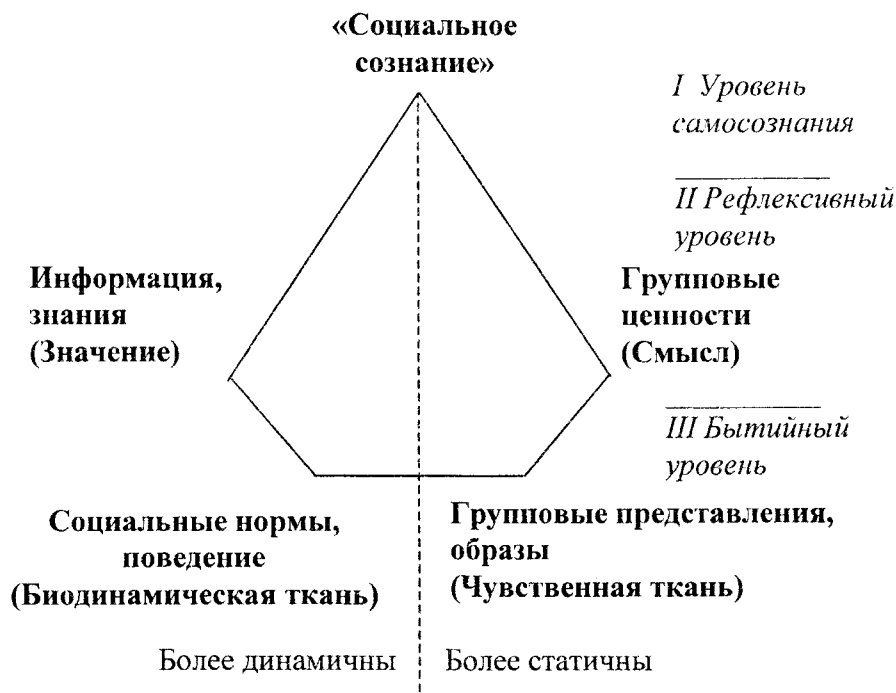 «Социальное
сознание»
I Уровень
самосознания
II Рефлексивный
уровень
Информация,
знания
(Значение)
Групповые
ценности
(Смысл)
III Бытийный
уровень
Социальные нормы,
поведение
(Биодинамическая ткань)
Групповые представления,
образы
(Чувственная ткань)
Более динамичны
Более статичны